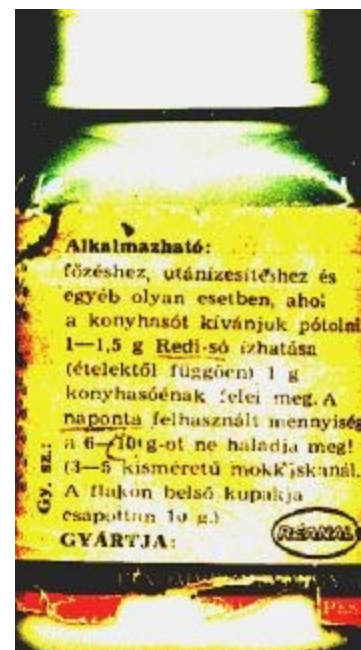 Alkalmazható:
főzéshez, utánízesítéshez és
egyéb olyan esetben, ahol
a konyhasót kívánjuk pótolni
1—1,5 g Redi-só ízhatása
(ételektől függően) 1 g
konyhasóénak felel meg. A
naponta felhasznált mennyiség
a 6—10 g-ot ne haladja meg!
(3—5 kisméretű mokkáskanál.
A flakon belső kupakja
csapottan 10 g.)
GYÁRTJA:
REANAL
Gy. sz.:
PES